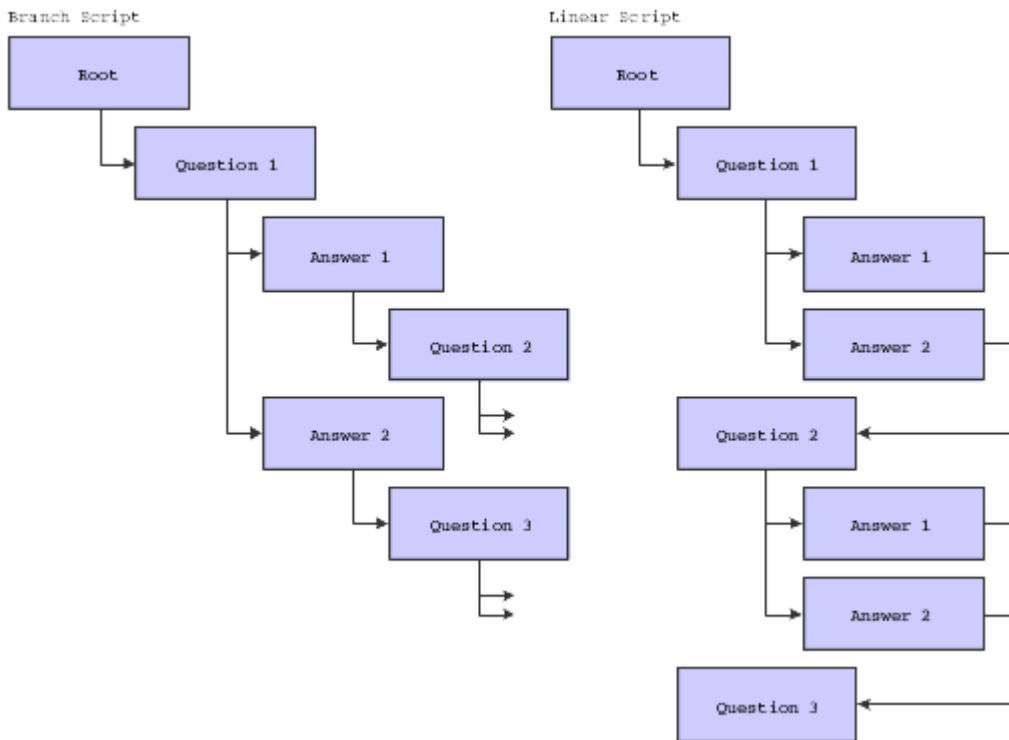 Branch Script
Root
Question 1
Answer 1
Question 2
Answer 2
Question 3
Linear Script
Root
Question 1
Answer 1
Answer 2
Question 2
Answer 1
Answer 2
Question 3